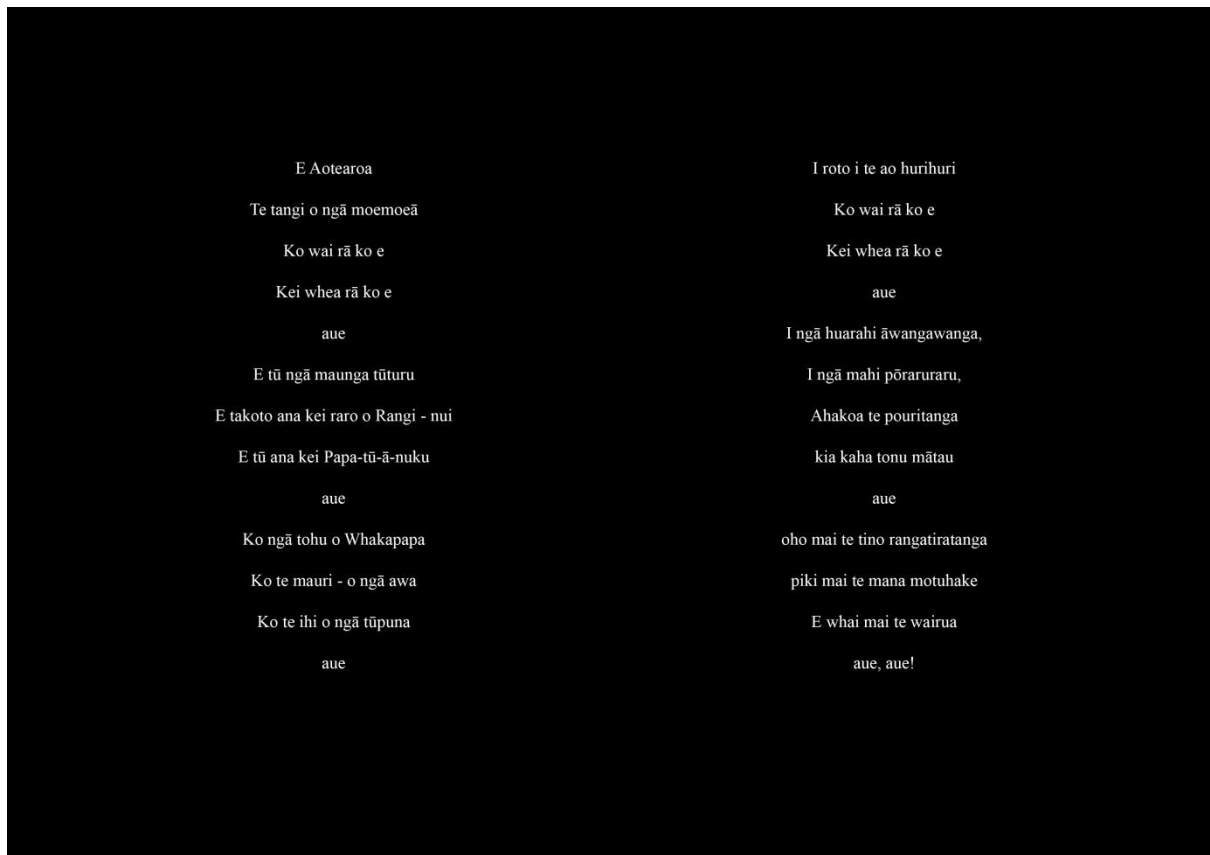 E Aotearoa
Te tangi o ngā moemoeā
Ko wai rā ko e
Kei whea rā ko e
aue
E tū ngā maunga tūturu
E takoto ana kei raro o Rangi - nui
E tū ana kei Papa-tū-ā-nuku
aue
Ko ngā tohu o Whakapapa
Ko te mauri - o ngā awa
Ko te ihi o ngā tūpuna
aue
I roto i te ao hurihuri
Ko wai rā ko e
Kei whea rā ko e
aue
I ngā huarahi āwangawanga,
I ngā mahi pōraruraru,
Ahakoa te pouritanga
kia kaha tonu mātau
aue
oho mai te tino rangatiratanga
piki mai te mana motuhake
E whai mai te wairua
aue, aue!